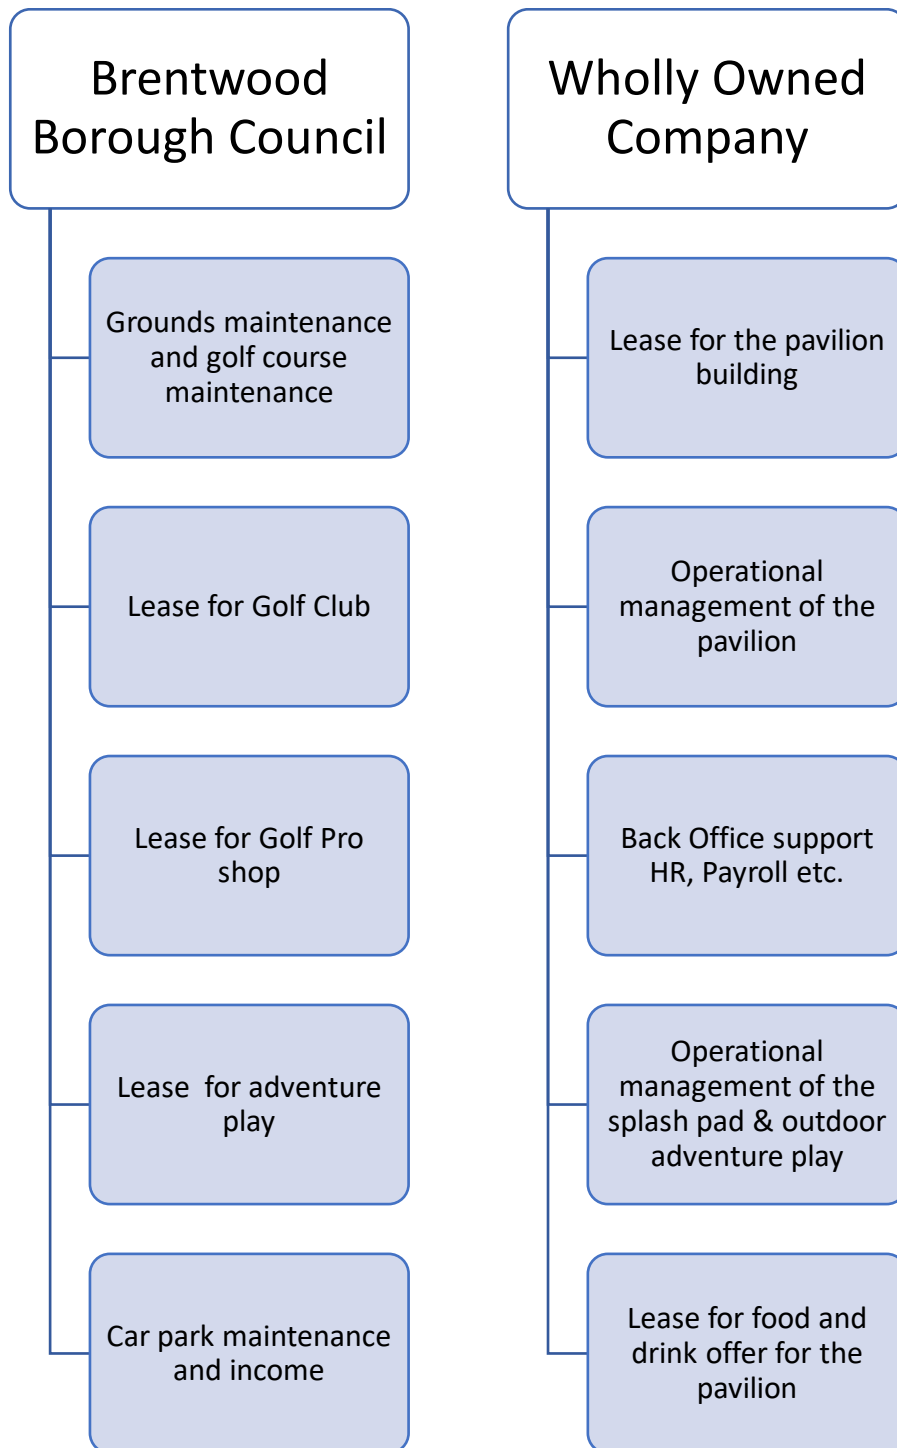 Brentwood
Borough Council
Grounds maintenance
and golf course
maintenance
Lease for Golf Club
Lease for Golf Pro
shop
Lease  for adventure
play
Car park maintenance
and income
Wholly Owned
Company
Lease for the pavilion
building
Operational
management of the
pavilion
Back Office support
HR, Payroll etc.
Operational
management of the
splash pad & outdoor
adventure play
Lease for food and
drink offer for the
pavilion